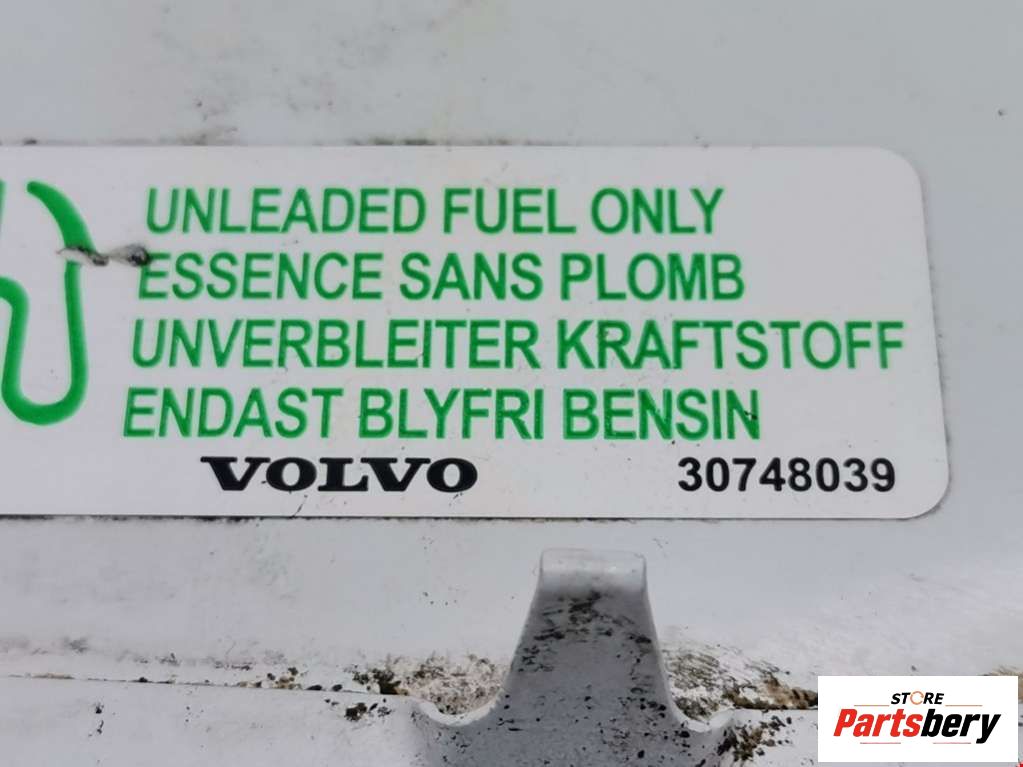 UNLEADED FUEL ONLY
ESSENCE SANS PLOMB
UNVERBLEITER KRAFTSTOFF
ENDAST BLYFRI BENSIN
VOLVO 30748039
STORE
Partsbery